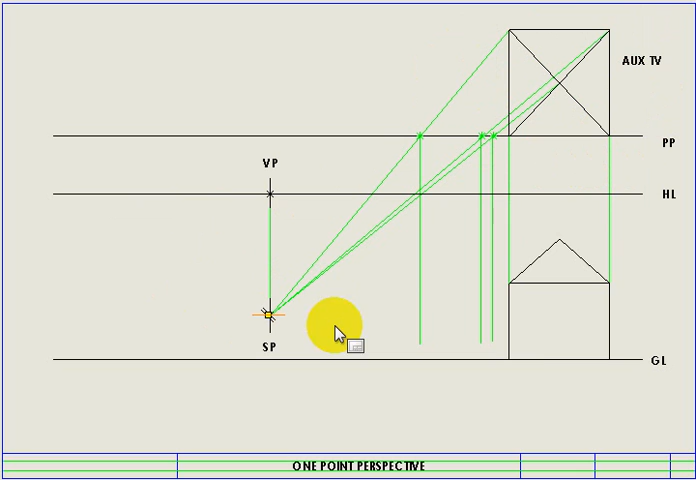 AUX TV
PP
VP
HL
SP
GL
ONE POINT PERSPECTIVE